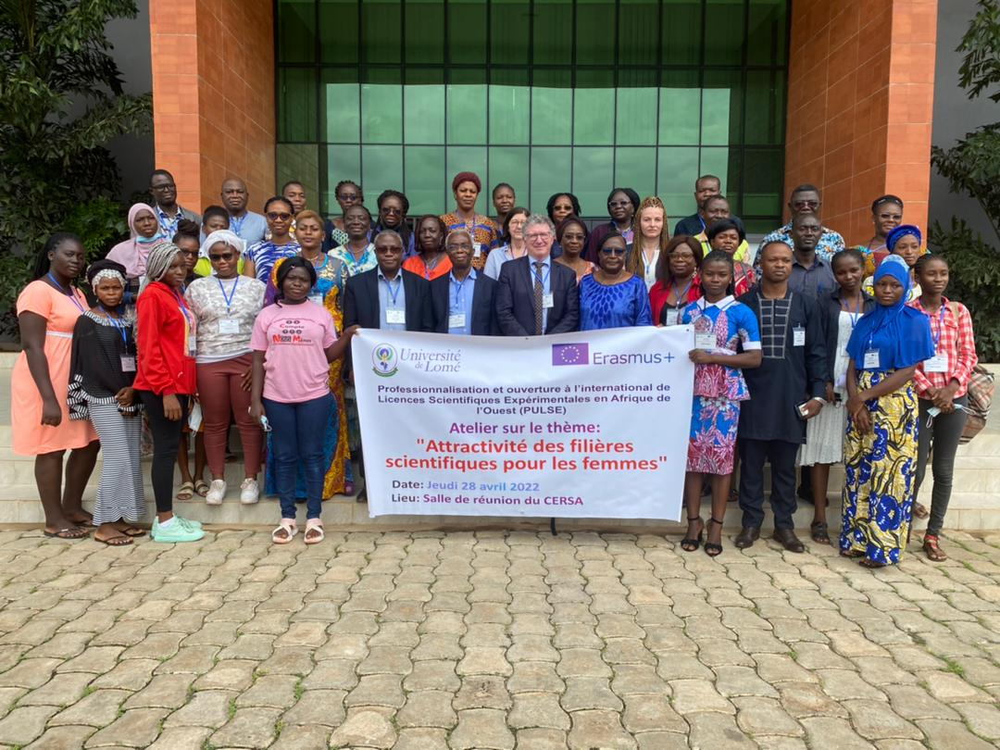 Université
de Lomé
Erasmus+
Professionnalisation et ouverture à l'international de
Licences Scientifiques Expérimentales en Afrique de
l'Ouest (PULSE)
Atelier sur le thème:
"Attractivité des filières
scientifiques pour les femmes"
Date: Jeudi 28 avril 2022
Lieu: Salle de réunion du CERSA